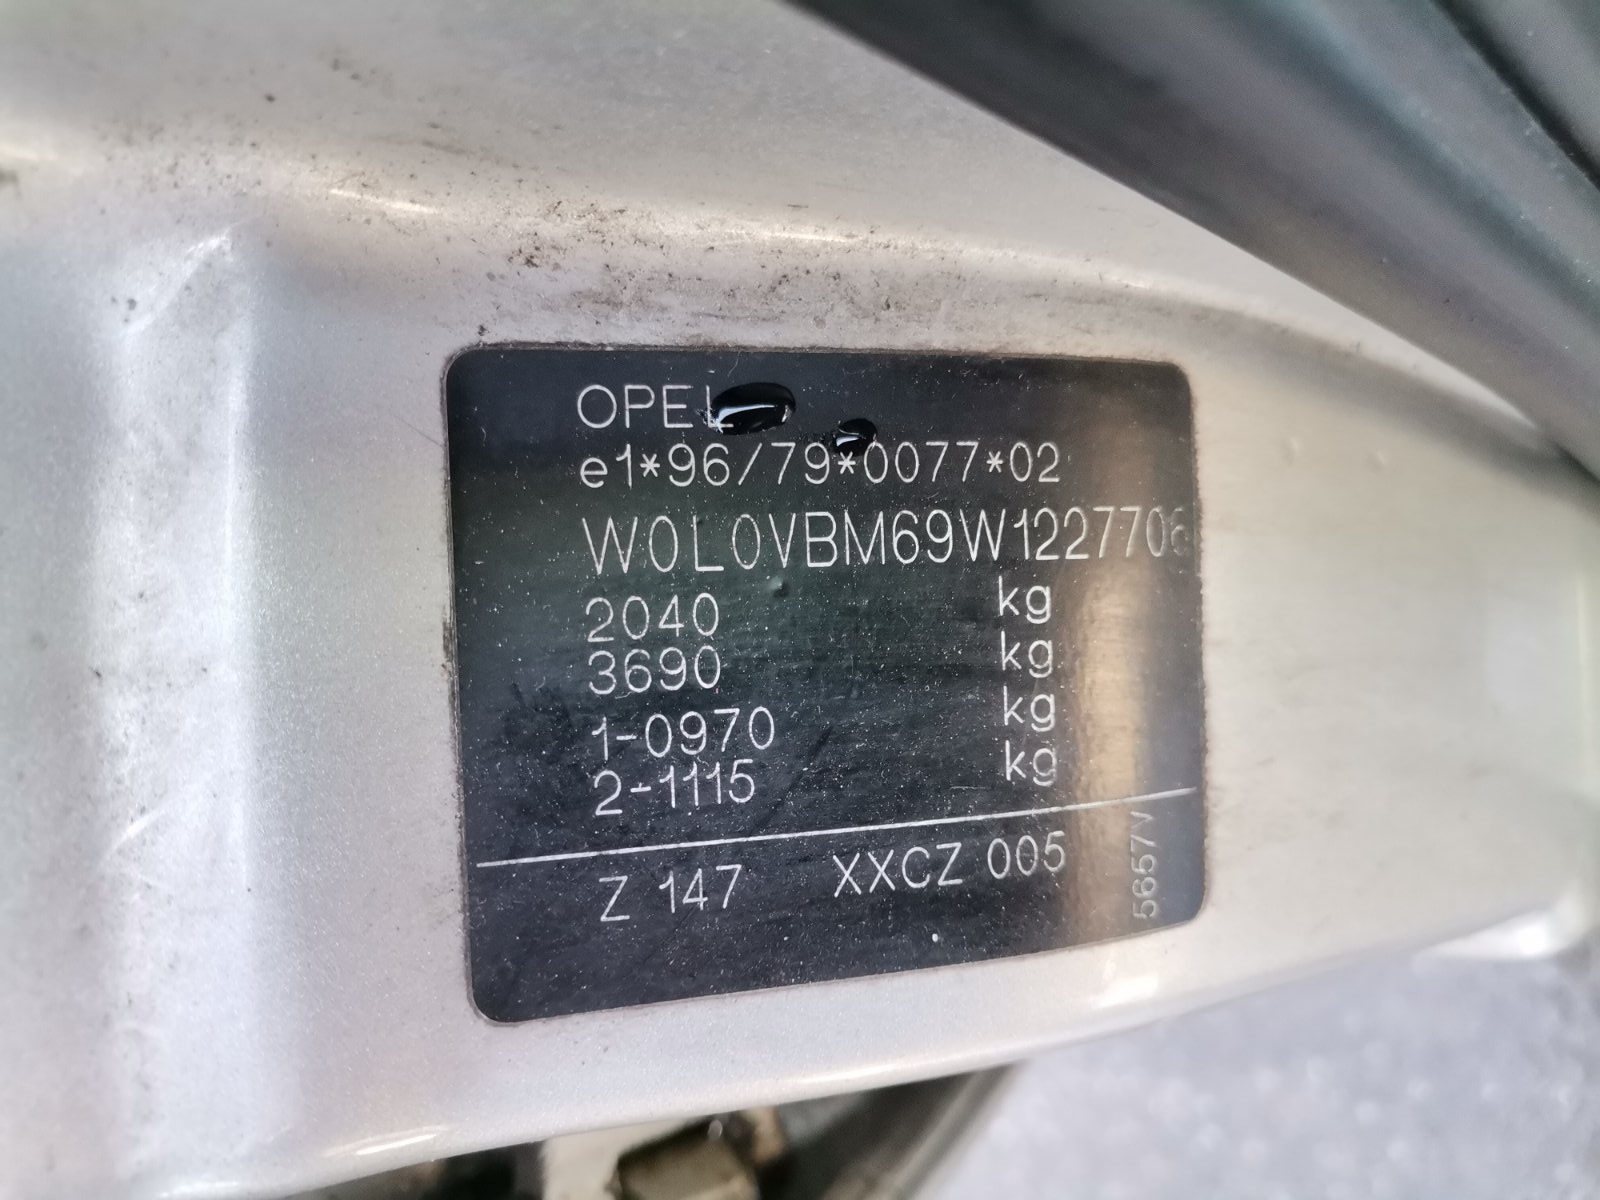 OPEL
e1*96/79*0077*02
W0L0VBM69W1227706
2040 kg
3690 kg
1-0970 kg
2-1115 kg
Z 147 XXCZ 005
5657V